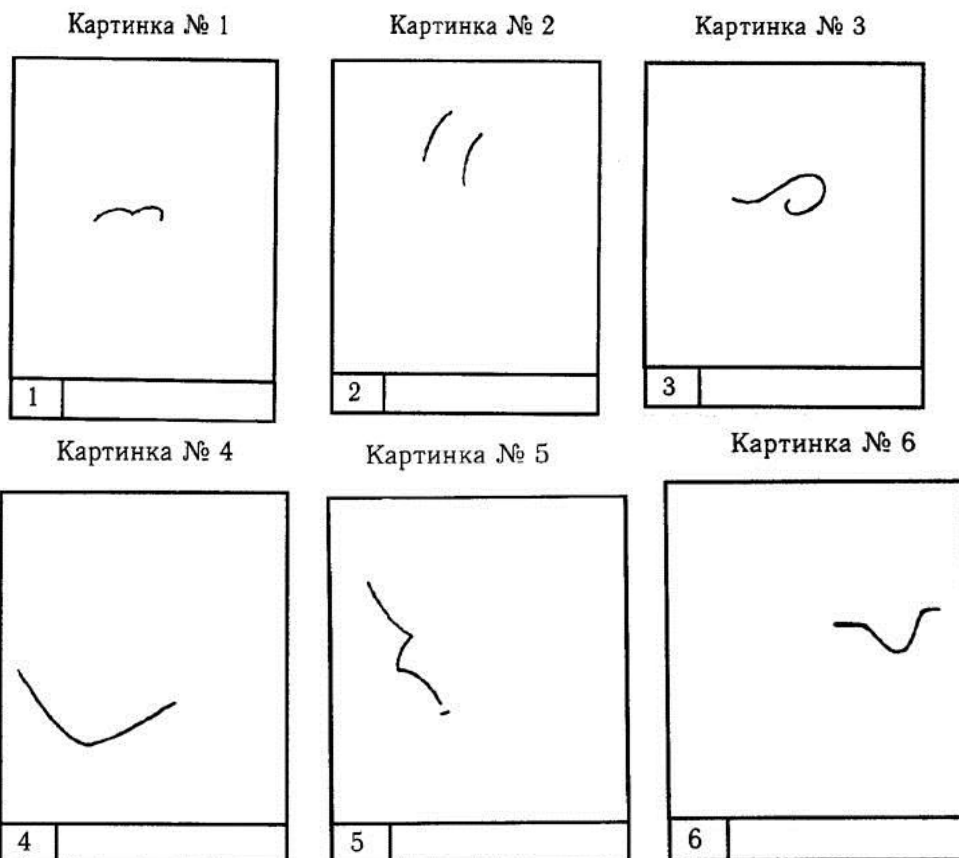 Картинка № 1
Картинка № 2
Картинка № 3
1
2
3
Картинка № 4
Картинка № 5
Картинка № 6
4
5
6